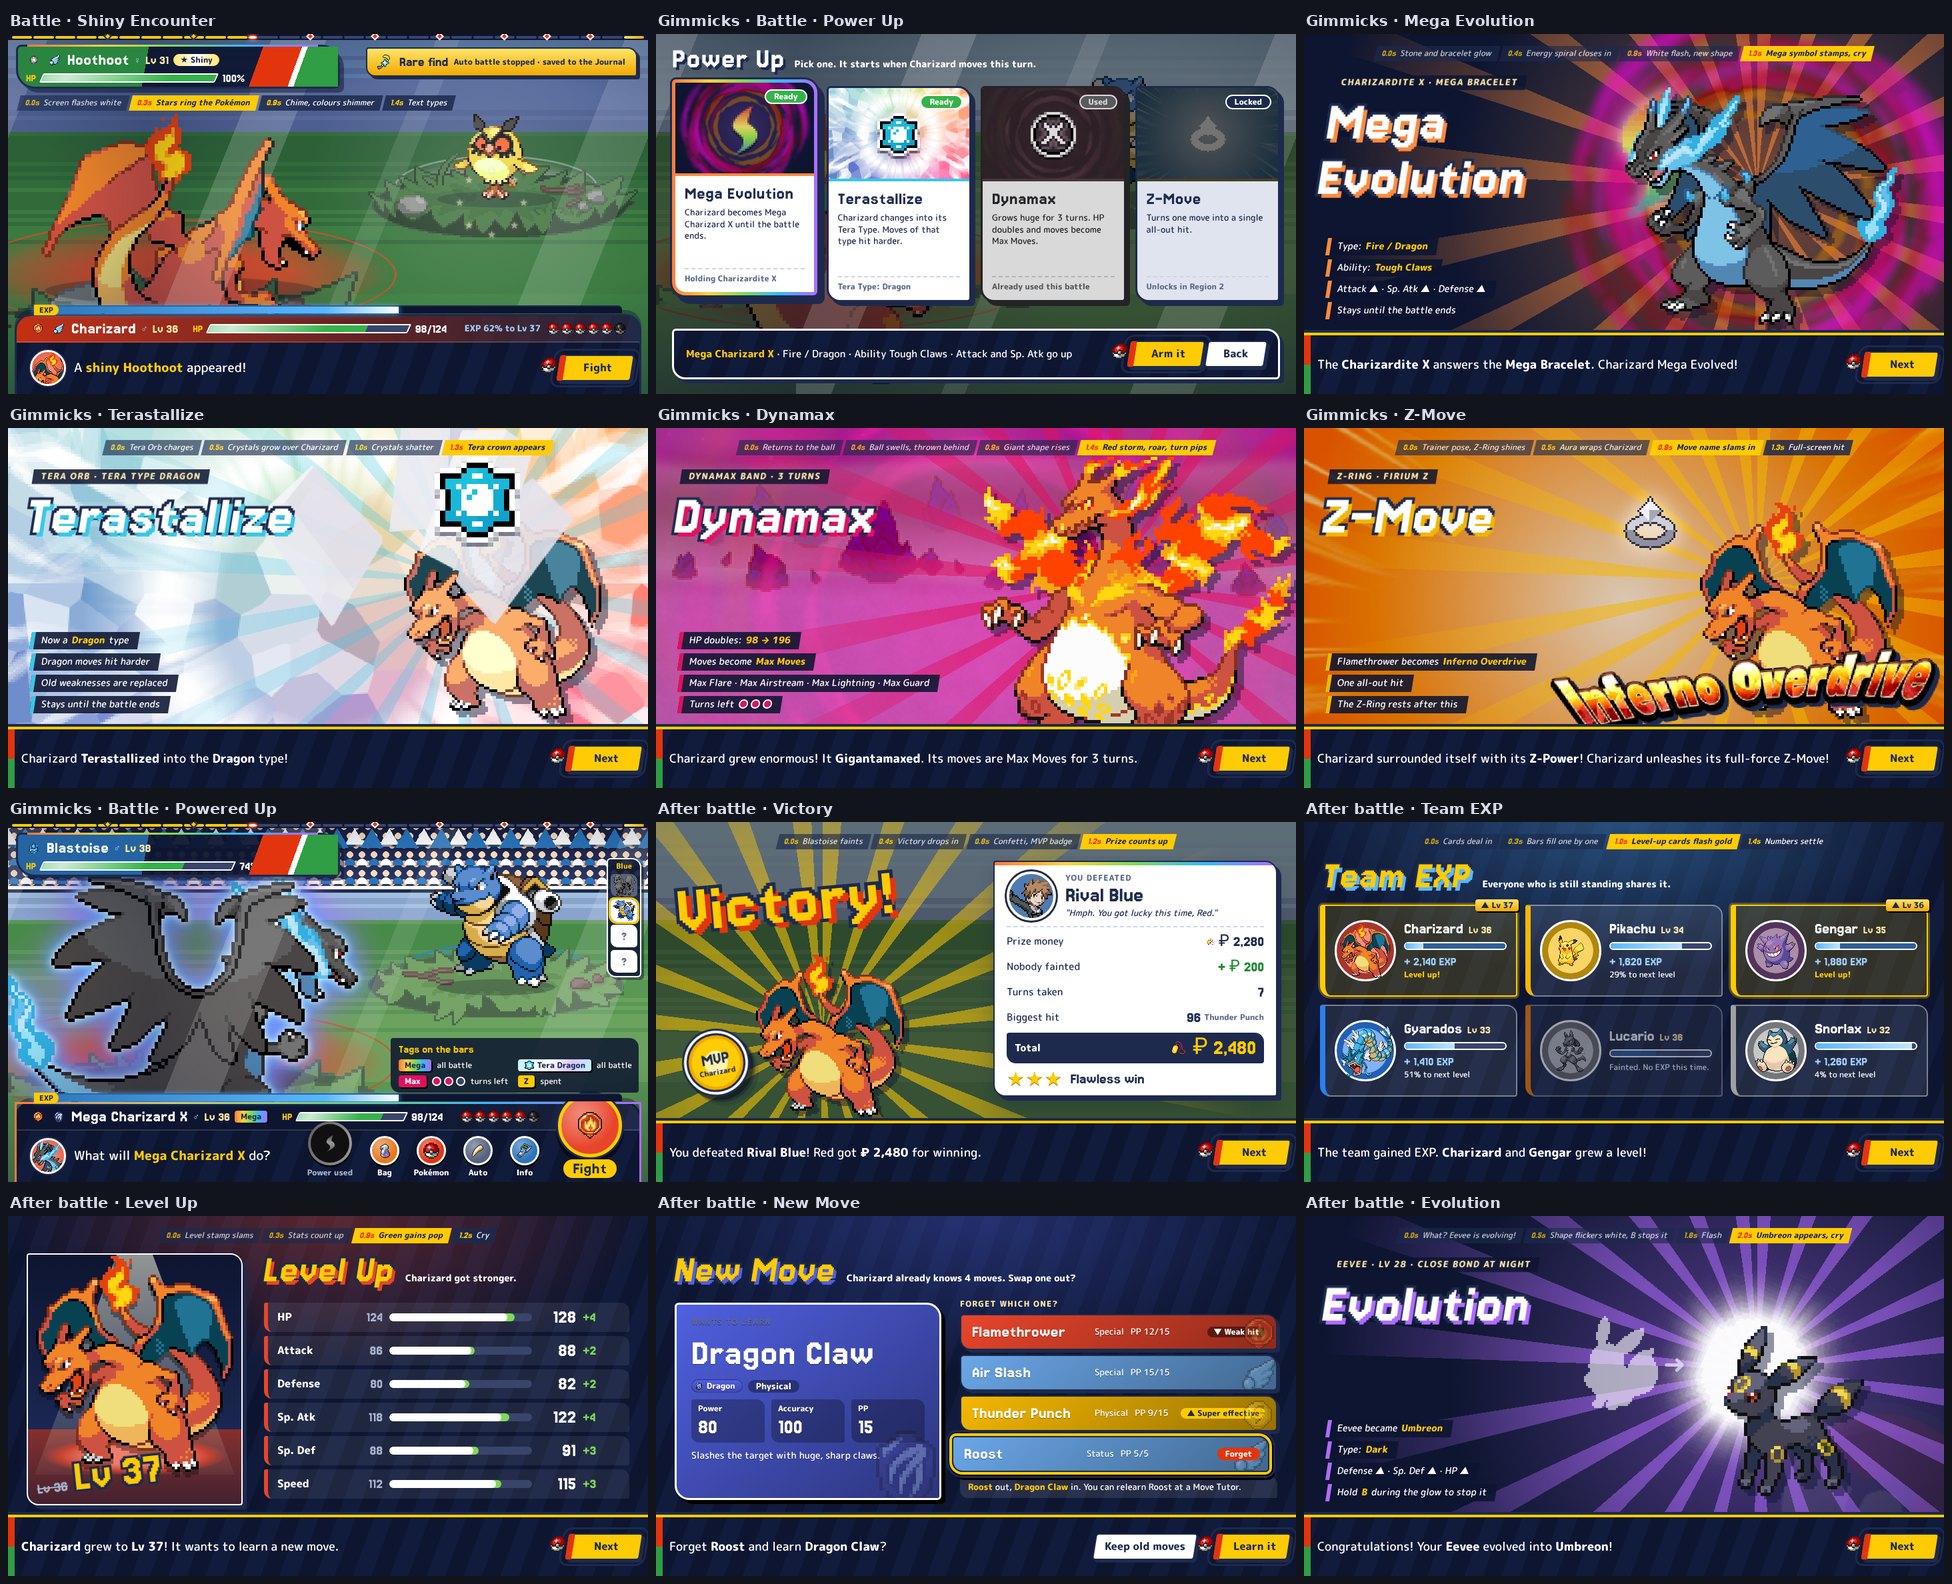 Battle · Shiny Encounter
Hoothoot ♂ Lv 31 ★ Shiny
HP 100%
Rare find Auto battle stopped · saved to the Journal
0.0s Screen flashes white
0.3s Stars ring the Pokémon
0.8s Chime, colours shimmer
1.4s Text types
EXP
Charizard ♂ Lv 36 HP 98/124 EXP 62% to Lv 37
A shiny Hoothoot appeared!
Fight
Gimmicks · Battle · Power Up
Power Up Pick one. It starts when Charizard moves this turn.
Ready
Mega Evolution
Charizard becomes Mega
Charizard X until the battle
ends.
Holding Charizardite X
Ready
Terastallize
Charizard changes into its
Tera Type. Moves of that
type hit harder.
Tera Type: Dragon
Used
Dynamax
Grows huge for 3 turns. HP
doubles and moves become
Max Moves.
Already used this battle
Locked
Z-Move
Turns one move into a single
all-out hit.
Unlocks in Region 2
Mega Charizard X · Fire / Dragon · Ability Tough Claws · Attack and Sp. Atk go up
Arm it
Back
Gimmicks · Mega Evolution
0.0s Stone and bracelet glow
0.4s Energy spiral closes in
0.8s White flash, new shape
1.3s Mega symbol stamps, cry
CHARIZARDITE X · MEGA BRACELET
Mega
Evolution
Type: Fire / Dragon
Ability: Tough Claws
Attack ▲ · Sp. Atk ▲ · Defense ▲
Stays until the battle ends
The Charizardite X answers the Mega Bracelet. Charizard Mega Evolved!
Next
Gimmicks · Terastallize
0.0s Tera Orb charges
0.5s Crystals grow over Charizard
1.0s Crystals shatter
1.3s Tera crown appears
TERA ORB · TERA TYPE DRAGON
Terastallize
Now a Dragon type
Dragon moves hit harder
Old weaknesses are replaced
Stays until the battle ends
Charizard Terastallized into the Dragon type!
Next
Gimmicks · Dynamax
0.0s Returns to the ball
0.4s Ball swells, thrown behind
0.9s Giant shape rises
1.4s Red storm, roar, turn pips
DYNAMAX BAND · 3 TURNS
Dynamax
HP doubles: 98 → 196
Moves become Max Moves
Max Flare · Max Airstream · Max Lightning · Max Guard
Turns left
Charizard grew enormous! It Gigantamaxed. Its moves are Max Moves for 3 turns.
Next
Gimmicks · Z-Move
0.0s Trainer pose, Z-Ring shines
0.5s Aura wraps Charizard
0.9s Move name slams in
1.3s Full-screen hit
Z-RING · FIRIUM Z
Z-Move
Flamethrower becomes Inferno Overdrive
One all-out hit
The Z-Ring rests after this
Inferno Overdrive
Charizard surrounded itself with its Z-Power! Charizard unleashes its full-force Z-Move!
Next
Gimmicks · Battle · Powered Up
Blastoise ♂ Lv 38
HP 74
Blue
?
?
Tags on the bars
Mega all battle
Tera Dragon all battle
Max turns left
Z spent
EXP
Mega Charizard X ♂ Lv 36 Mega HP 98/124
What will Mega Charizard X do?
Power used
Bag
Pokémon
Auto
Info
Fight
After battle · Victory
0.0s Blastoise faints
0.4s Victory drops in
0.8s Confetti, MVP badge
1.2s Prize counts up
Victory!
MVP
Charizard
YOU DEFEATED
Rival Blue
"Hmph. You got lucky this time, Red."
Prize money ₽ 2,280
Nobody fainted + ₽ 200
Turns taken 7
Biggest hit 96 Thunder Punch
Total ₽ 2,480
★★★ Flawless win
You defeated Rival Blue! Red got ₽ 2,480 for winning.
Next
After battle · Team EXP
0.0s Cards deal in
0.3s Bars fill one by one
1.0s Level-up cards flash gold
1.4s Numbers settle
Team EXP Everyone who is still standing shares it.
▲ Lv 37
Charizard Lv 36
+ 2,140 EXP
Level up!
Pikachu Lv 34
+ 1,620 EXP
29% to next level
▲ Lv 36
Gengar Lv 35
+ 1,880 EXP
Level up!
Gyarados Lv 33
+ 1,410 EXP
51% to next level
Lucario Lv 36
Fainted. No EXP this time.
Snorlax Lv 32
+ 1,260 EXP
4% to next level
The team gained EXP. Charizard and Gengar grew a level!
Next
After battle · Level Up
0.0s Level stamp slams
0.3s Stats count up
0.8s Green gains pop
1.2s Cry
Lv 36
Lv 37
Level Up Charizard got stronger.
HP 124 128 +4
Attack 86 88 +2
Defense 80 82 +2
Sp. Atk 118 122 +4
Sp. Def 88 91 +3
Speed 112 115 +3
Charizard grew to Lv 37! It wants to learn a new move.
Next
After battle · New Move
New Move Charizard already knows 4 moves. Swap one out?
WANTS TO LEARN
Dragon Claw
Dragon
Physical
Power
80
Accuracy
100
PP
15
Slashes the target with huge, sharp claws.
FORGET WHICH ONE?
Flamethrower Special PP 12/15 ▼ Weak hit
Air Slash Special PP 15/15
Thunder Punch Physical PP 9/15 ▲ Super effective
Roost Status PP 5/5 Forget
Roost out, Dragon Claw in. You can relearn Roost at a Move Tutor.
Forget Roost and learn Dragon Claw?
Keep old moves
Learn it
After battle · Evolution
0.0s What? Eevee is evolving!
0.5s Shape flickers white, B stops it
1.8s Flash
2.0s Umbreon appears, cry
EEVEE · LV 28 · CLOSE BOND AT NIGHT
Evolution
Eevee became Umbreon
Type: Dark
Defense ▲ · Sp. Def ▲ · HP ▲
Hold B during the glow to stop it
Congratulations! Your Eevee evolved into Umbreon!
Next